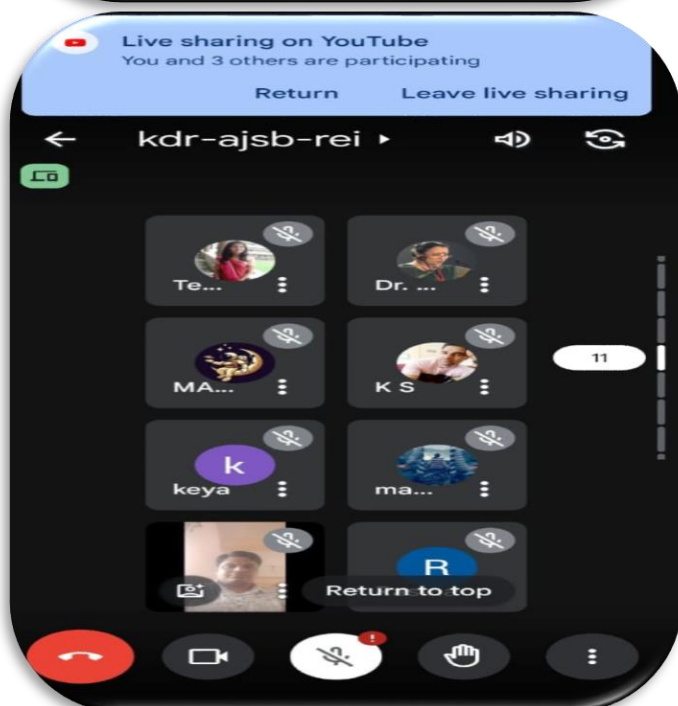 Live sharing on YouTube
You and 3 others are participating
Return Leave live sharing
kdr-ajsb-rei
Te... Dr. ...
MA... K S
11
k
keya ma...
R
Return to top